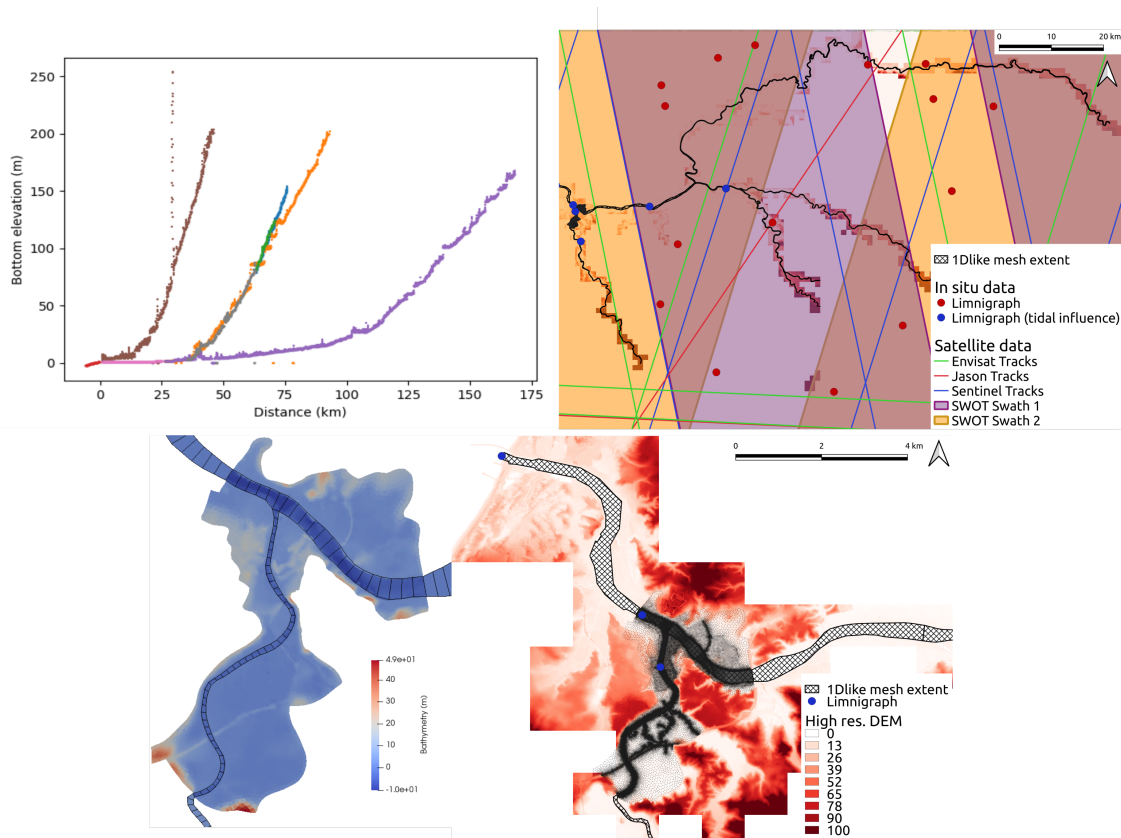 250
200
150
100
50
0
Bottom elevation (m)
0 25 50 75 100 125 150 175
Distance (km)
0 10 20 km
1Dlike mesh extent
In situ data
Limnigraph
Limnigraph (tidal influence)
Satellite data
Envisat Tracks
Jason Tracks
Sentinel Tracks
SWOT Swath 1
SWOT Swath 2
4.9e+01
40
30
20
10
0
-1.0e+01
Bathymetry (m)
0 2 4 km
1Dlike mesh extent
Limnigraph
High res. DEM
0
13
26
39
52
65
78
90
100